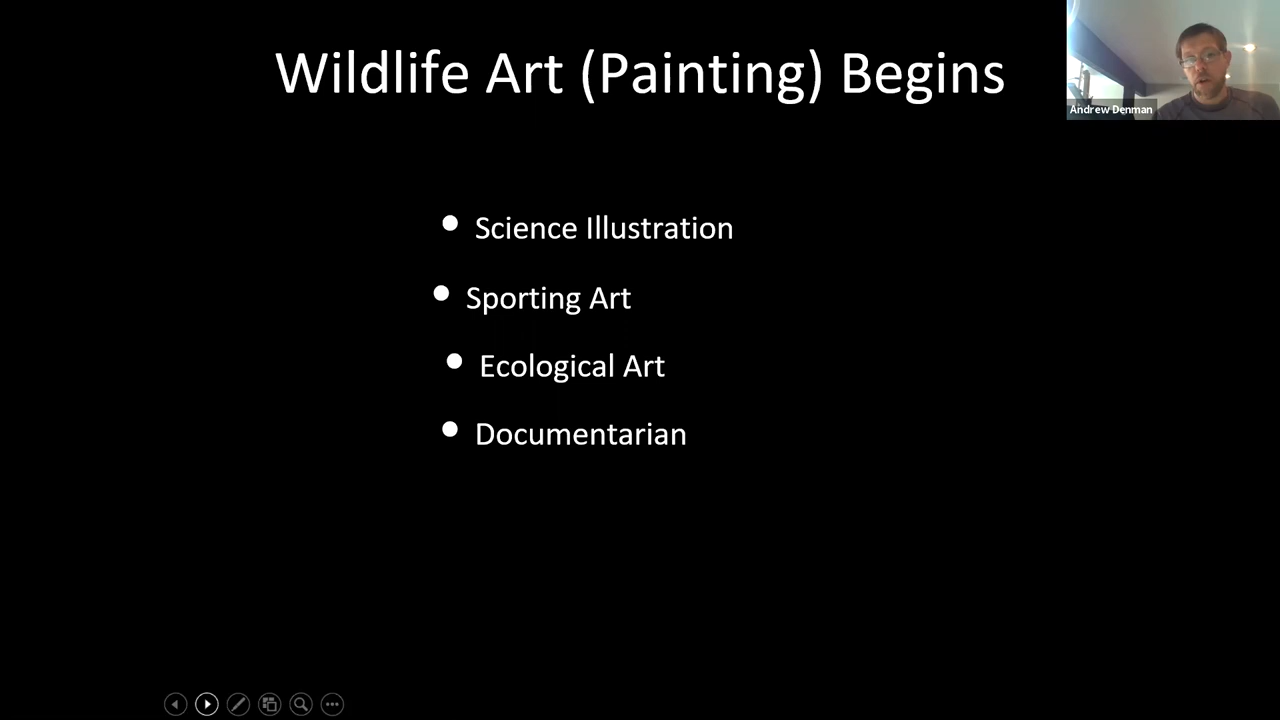 Wildlife Art (Painting) Begins
Andrew Denman
• Science Illustration
• Sporting Art
• Ecological Art
• Documentarian